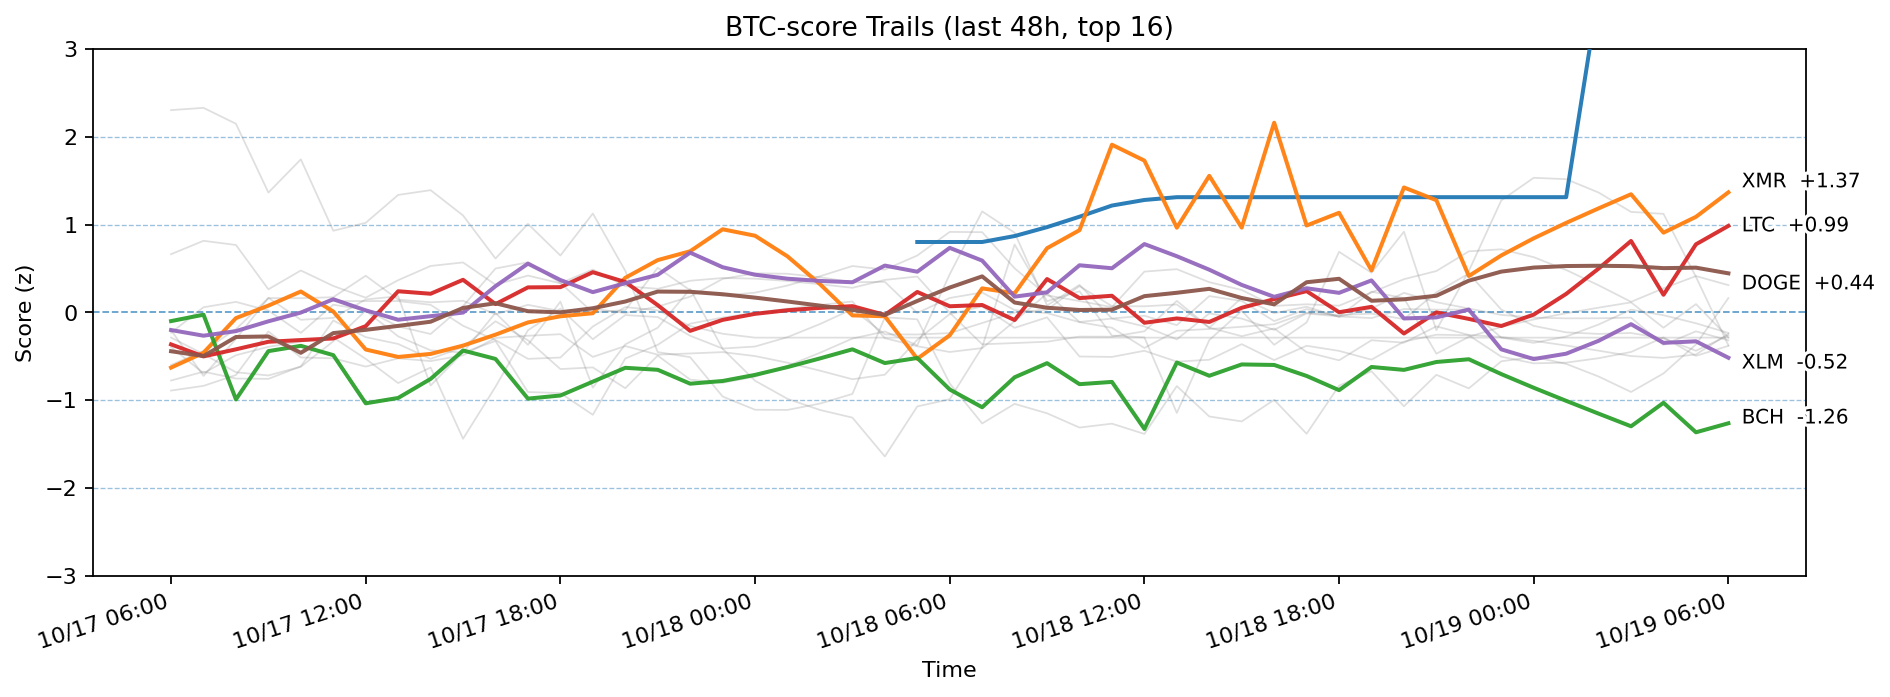 BTC-score Trails (last 48h, top 16)
Score (z)
3
2
1
0
−1
−2
−3
XMR +1.37
LTC +0.99
DOGE +0.44
XLM -0.52
BCH -1.26
10/17 06:00
10/17 12:00
10/17 18:00
10/18 00:00
10/18 06:00
10/18 12:00
10/18 18:00
10/19 00:00
10/19 06:00
Time